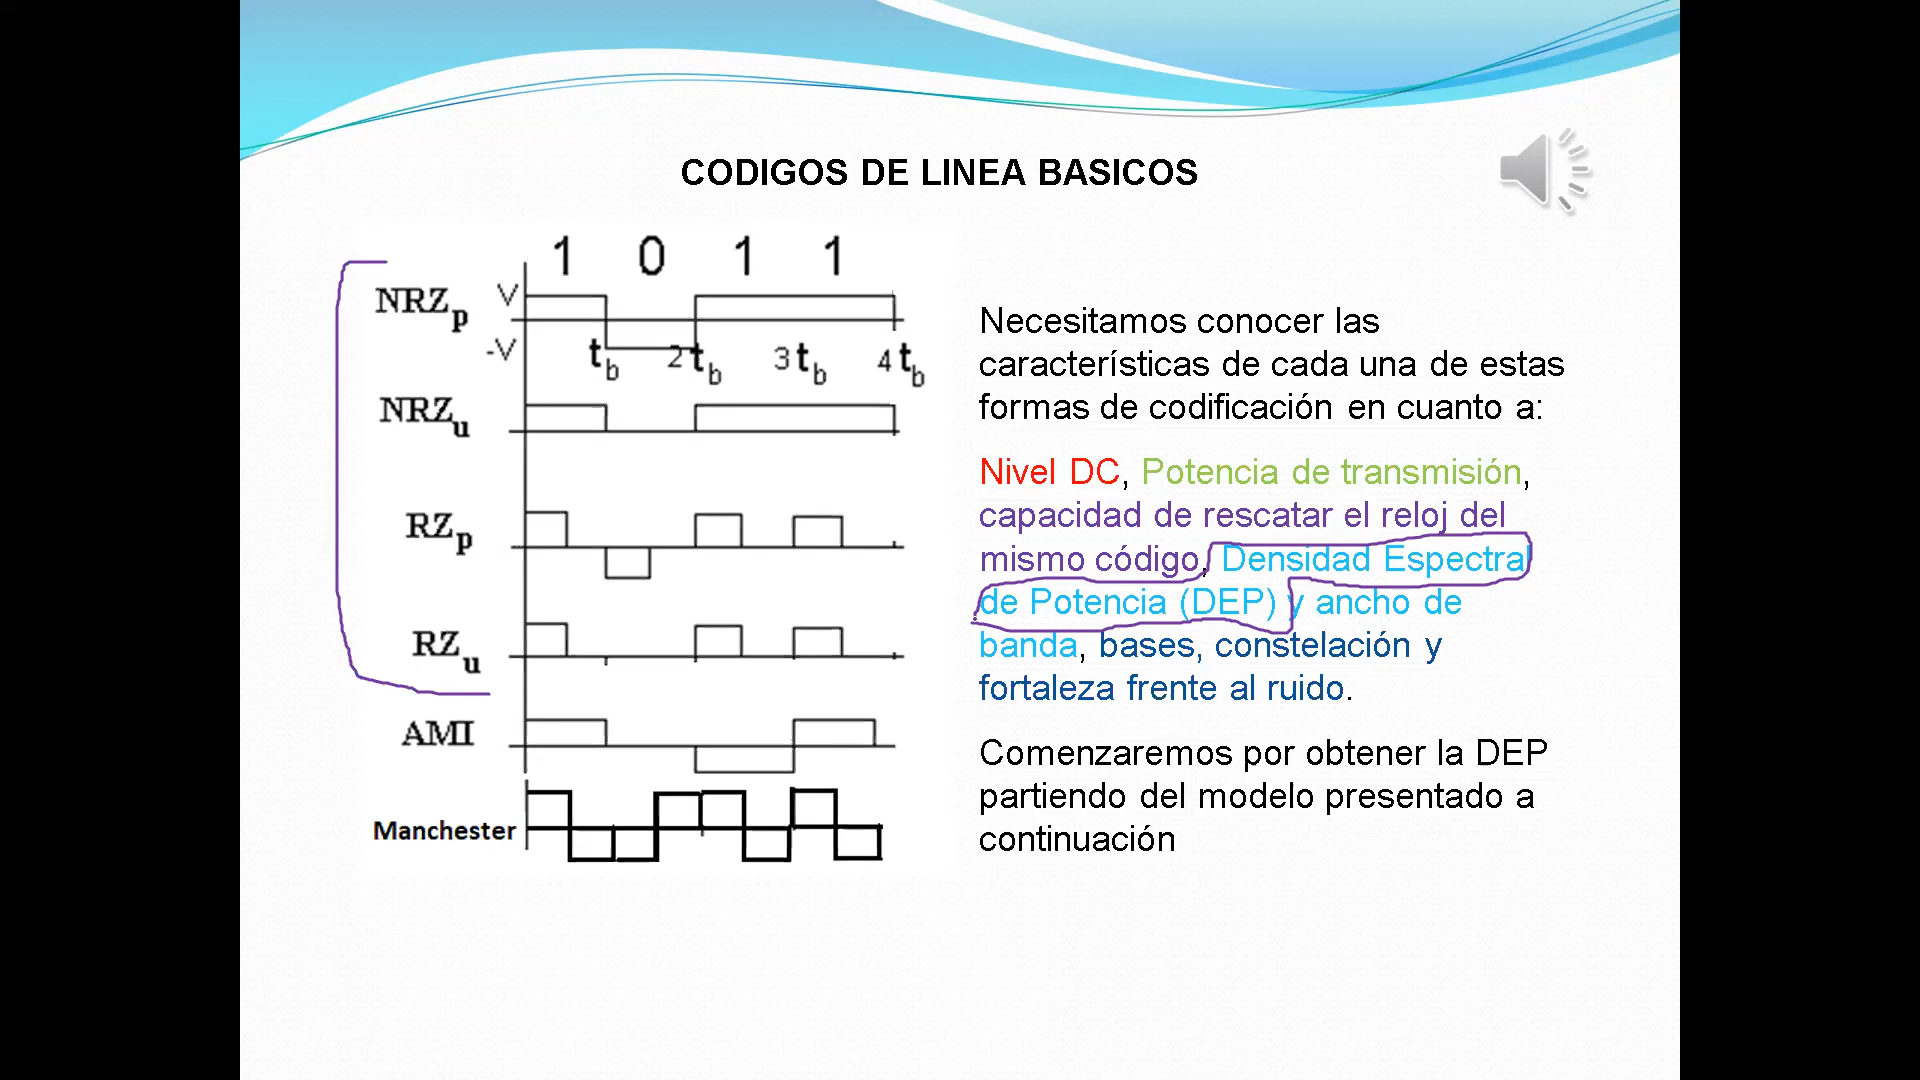 CODIGOS DE LINEA BASICOS
1 0 1 1
NRZp V
-V tb 2tb 3tb 4tb
NRZu
RZp
RZu
AMI
Manchester
Necesitamos conocer las
características de cada una de estas
formas de codificación en cuanto a:
Nivel DC, Potencia de transmisión,
capacidad de rescatar el reloj del
mismo código, Densidad Espectral
de Potencia (DEP) y ancho de
banda, bases, constelación y
fortaleza frente al ruido.
Comenzaremos por obtener la DEP
partiendo del modelo presentado a
continuación